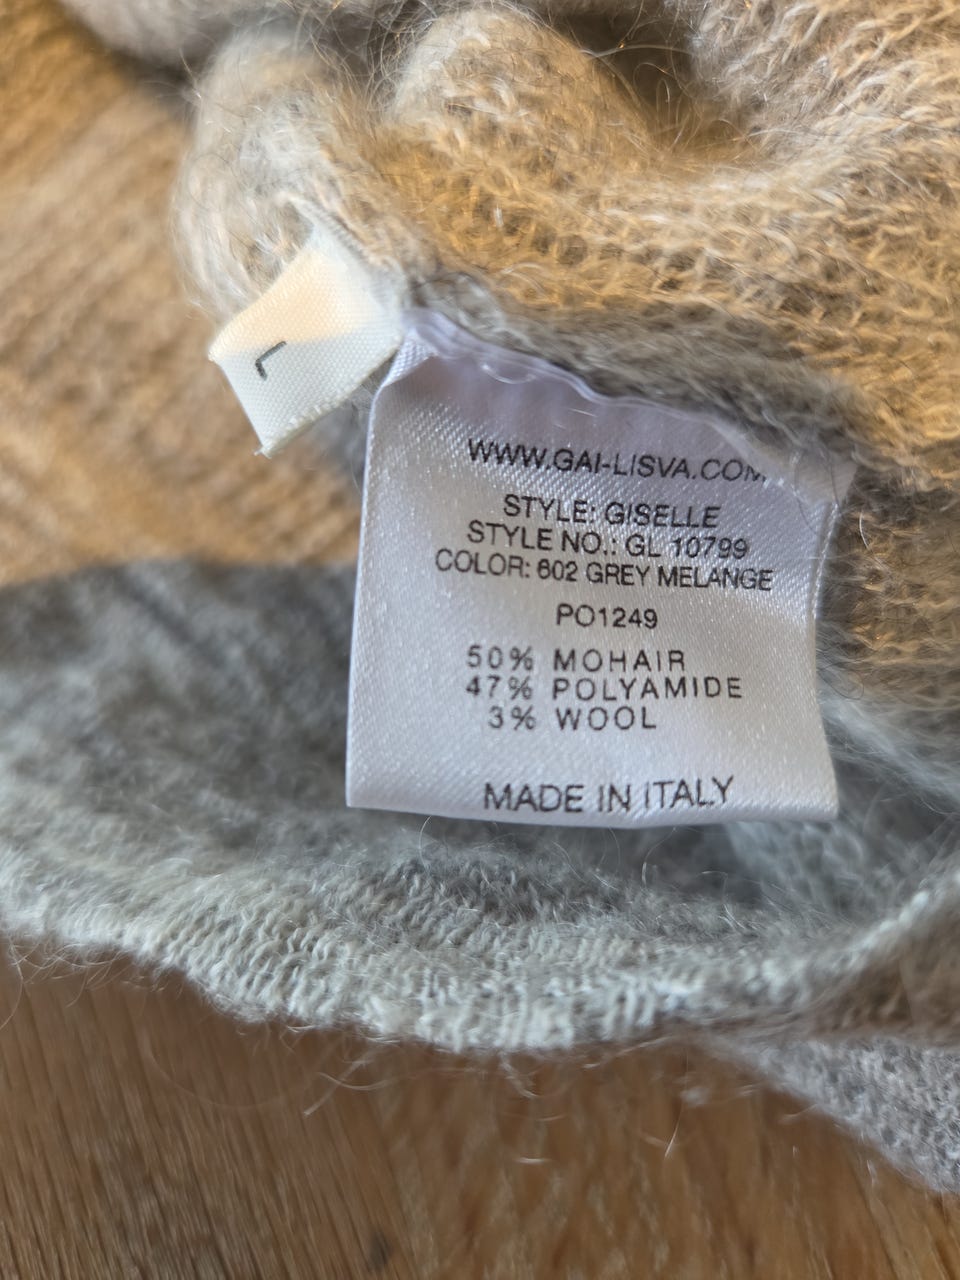 L
WWW.GAI-LISVA.COM
STYLE: GISELLE
STYLE NO.: GL 10799
COLOR: 602 GREY MELANGE
PO1249
50% MOHAIR
47% POLYAMIDE
3% WOOL
MADE IN ITALY